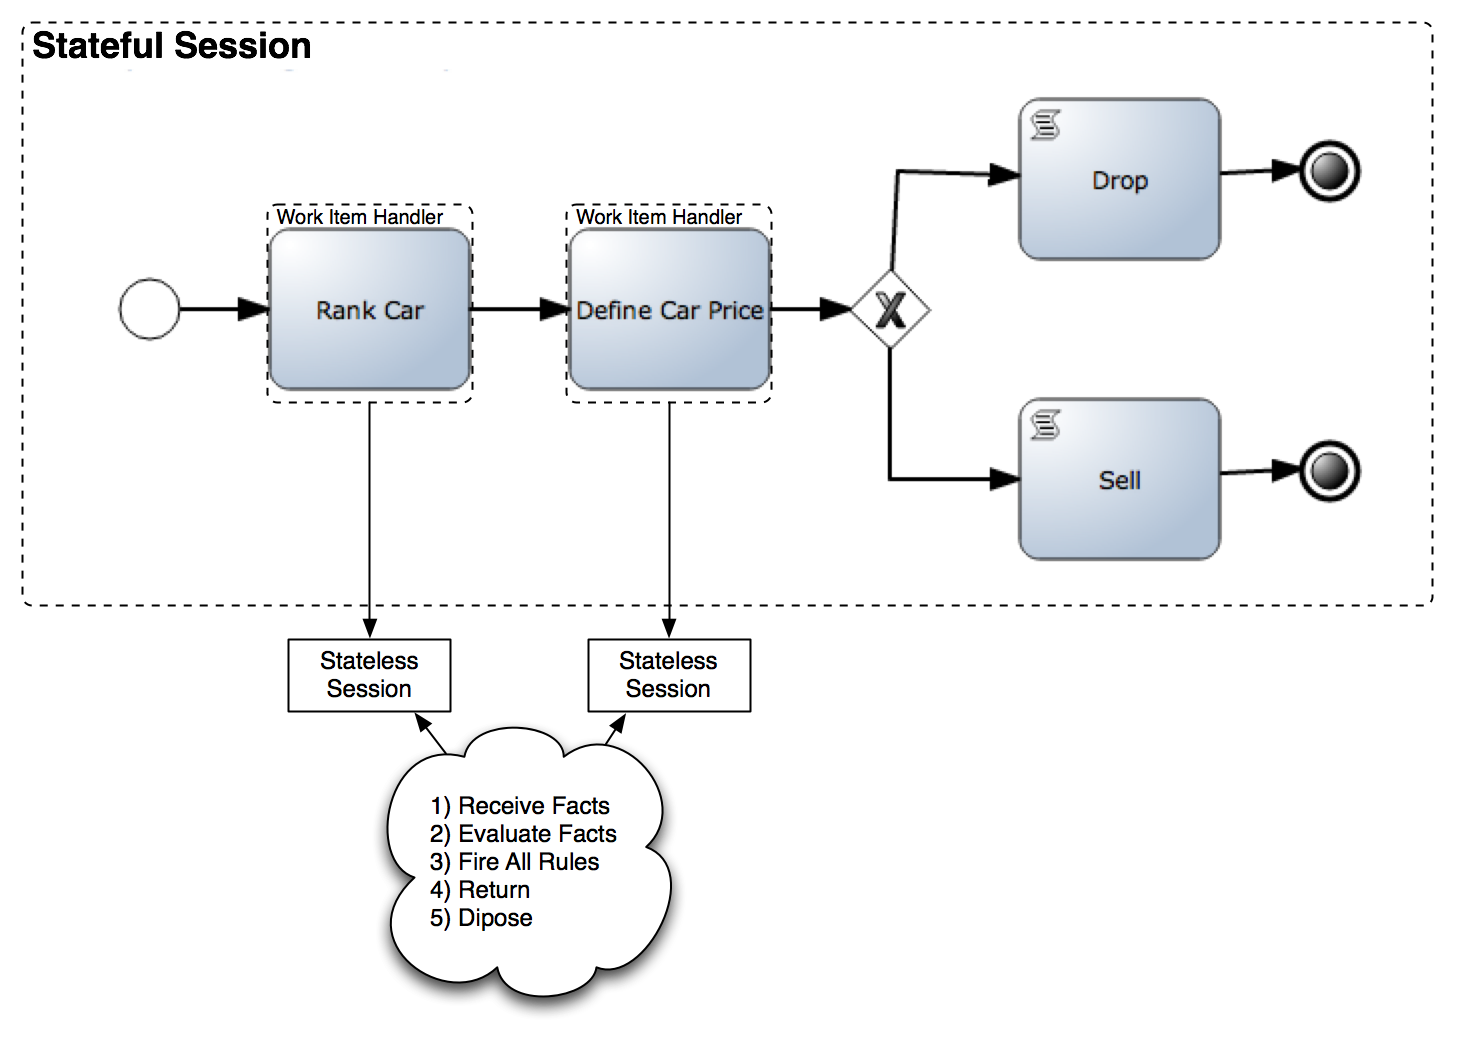 Stateful Session
Work Item Handler
Work Item Handler
Rank Car
Define Car Price
X
Drop
Sell
Stateless
Session
Stateless
Session
1) Receive Facts
2) Evaluate Facts
3) Fire All Rules
4) Return
5) Dipose